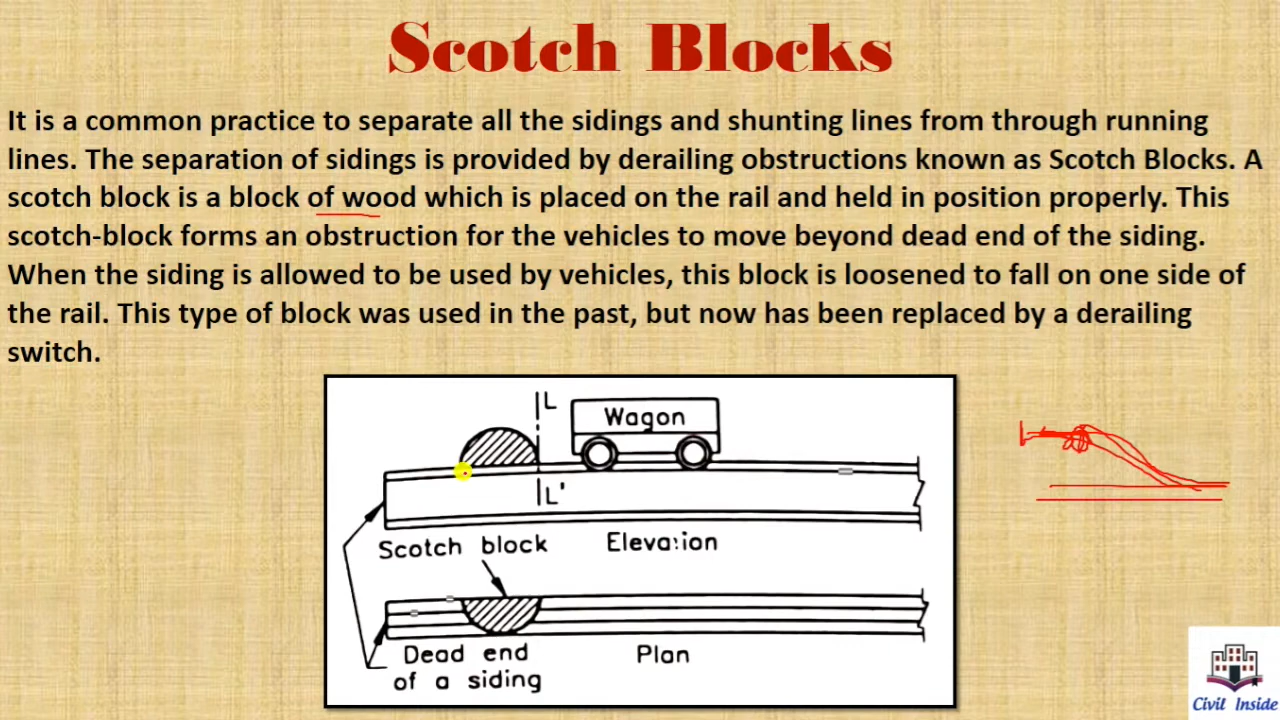 Scotch Blocks
It is a common practice to separate all the sidings and shunting lines from through running
lines. The separation of sidings is provided by derailing obstructions known as Scotch Blocks. A
scotch block is a block of wood which is placed on the rail and held in position properly. This
scotch-block forms an obstruction for the vehicles to move beyond dead end of the siding.
When the siding is allowed to be used by vehicles, this block is loosened to fall on one side of
the rail. This type of block was used in the past, but now has been replaced by a derailing
switch.
L
Wagon
L'
Scotch block
Elevation
Dead end
of a siding
Plan
Civil Inside